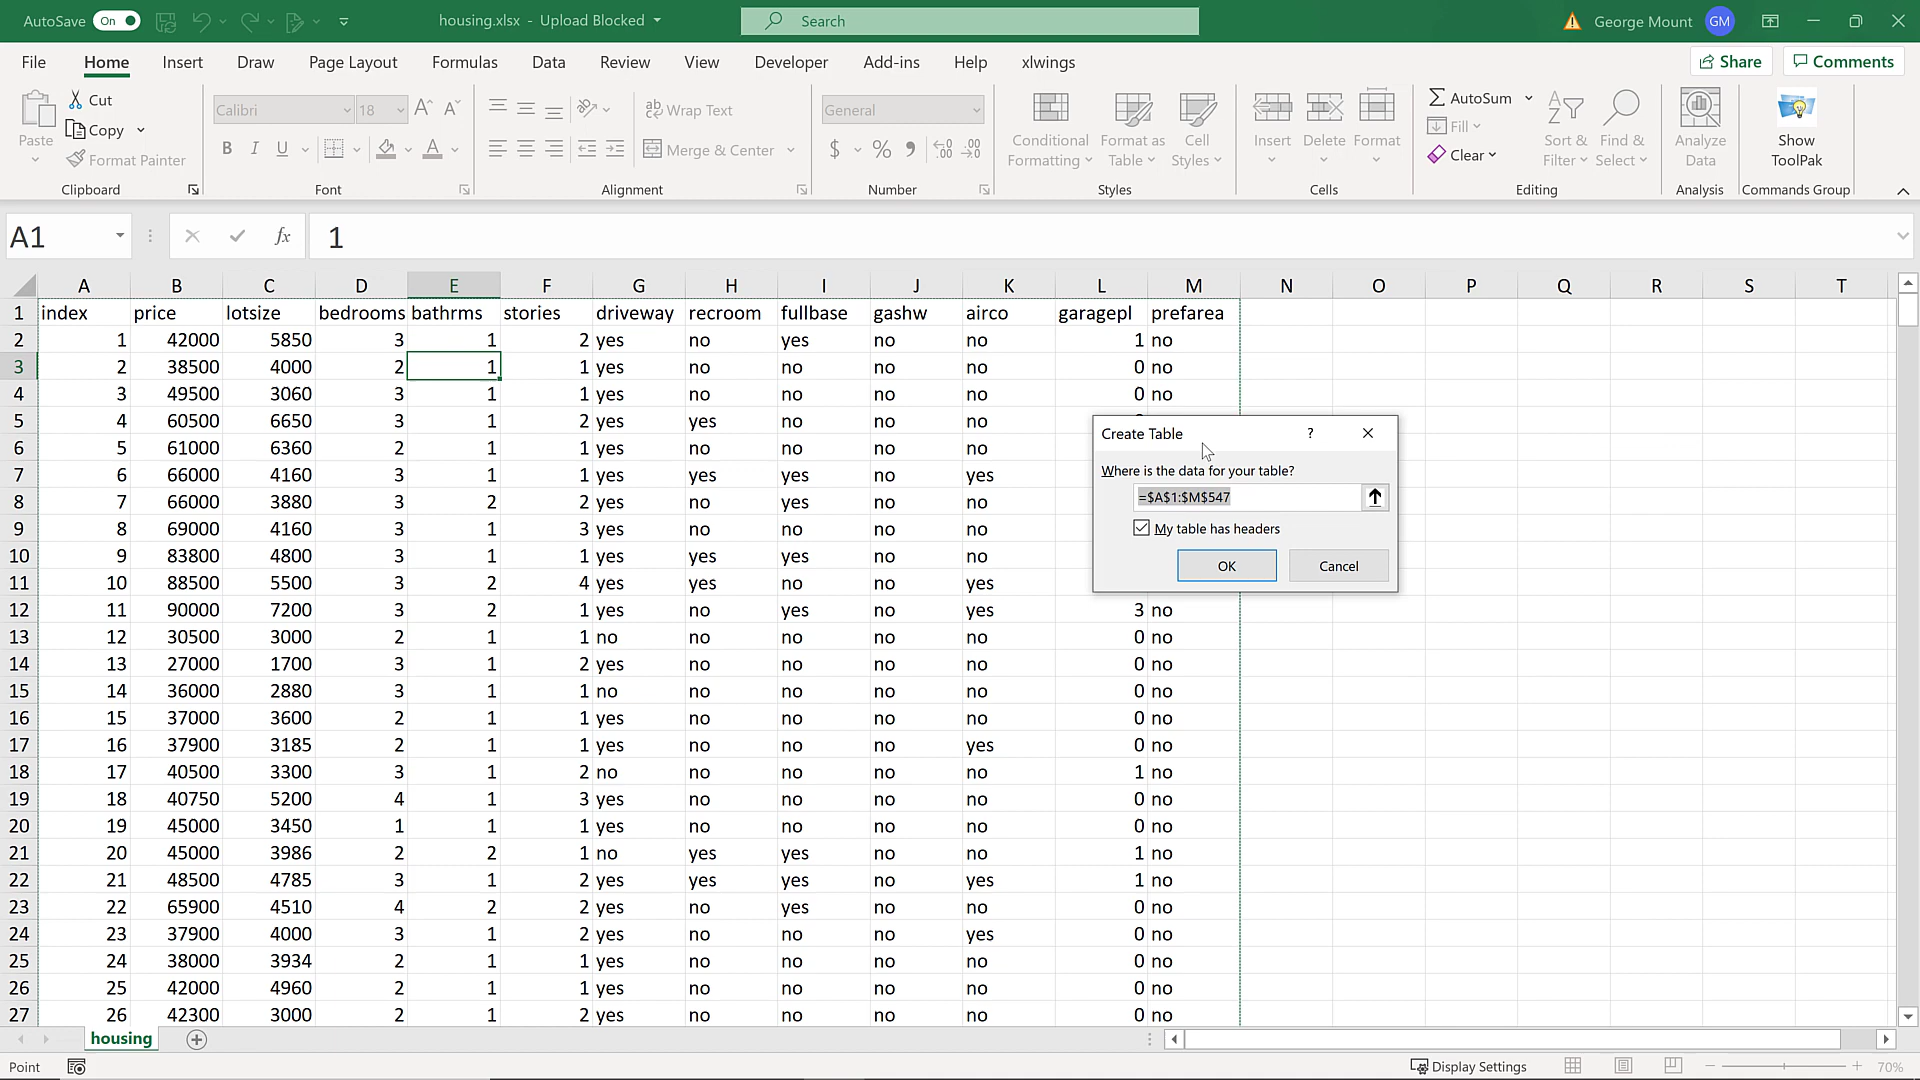 AutoSave On housing.xlsx - Upload Blocked Search George Mount GM
File Home Insert Draw Page Layout Formulas Data Review View Developer Add-ins Help xlwings Share Comments
Paste Cut Copy Format Painter Clipboard
Calibri 18 A A B I U A Font
ab Wrap Text Merge & Center Alignment
General $ % 9 .00 .00 Number
Conditional Formatting Format as Table Cell Styles Styles
Insert Delete Format Cells
AutoSum Fill Clear Sort & Filter Find & Select Editing
Analyze Data Analysis
Show ToolPak Commands Group
A1 fx 1
A B C D E F G H I J K L M N O P Q R S T
1 index price lotsize bedrooms bathrms stories driveway recroom fullbase gashw airco garagepl prefarea
2 1 42000 5850 3 1 2 yes no yes no no 1 no
3 2 38500 4000 2 1 1 yes no no no no 0 no
4 3 49500 3060 3 1 1 yes no no no no 0 no
5 4 60500 6650 3 1 2 yes yes no no no
6 5 61000 6360 2 1 1 yes no no no no
7 6 66000 4160 3 1 1 yes yes yes no yes
8 7 66000 3880 3 2 2 yes no yes no no
9 8 69000 4160 3 1 3 yes no no no no
10 9 83800 4800 3 1 1 yes yes yes no no
11 10 88500 5500 3 2 4 yes yes no no yes
12 11 90000 7200 3 2 1 yes no yes no yes 3 no
13 12 30500 3000 2 1 1 no no no no no 0 no
14 13 27000 1700 3 1 2 yes no no no no 0 no
15 14 36000 2880 3 1 1 no no no no no 0 no
16 15 37000 3600 2 1 1 yes no no no no 0 no
17 16 37900 3185 2 1 1 yes no no no yes 0 no
18 17 40500 3300 3 1 2 no no no no no 1 no
19 18 40750 5200 4 1 3 yes no no no no 0 no
20 19 45000 3450 1 1 1 yes no no no no 0 no
21 20 45000 3986 2 2 1 no yes yes no no 1 no
22 21 48500 4785 3 1 2 yes yes yes no yes 1 no
23 22 65900 4510 4 2 2 yes no yes no no 0 no
24 23 37900 4000 3 1 2 yes no no no yes 0 no
25 24 38000 3934 2 1 1 yes no no no no 0 no
26 25 42000 4960 2 1 1 yes no no no no 0 no
27 26 42300 3000 2 1 2 yes no no no no 0 no
Create Table ?
Where is the data for your table?
=$A$1:$M$547
My table has headers
OK Cancel
housing
Point Display Settings 70%